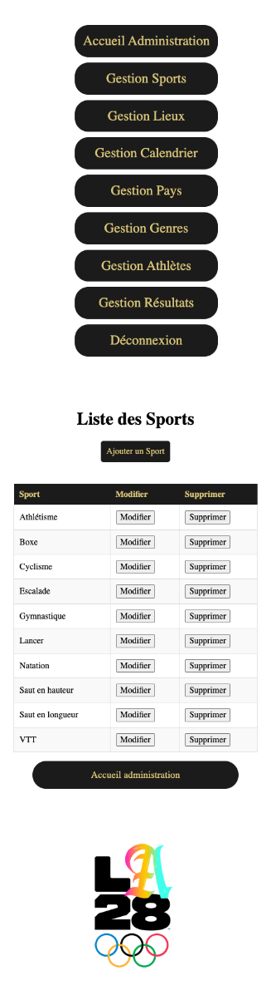 Accueil Administration
Gestion Sports
Gestion Lieux
Gestion Calendrier
Gestion Pays
Gestion Genres
Gestion Athlètes
Gestion Résultats
Déconnexion
Liste des Sports
Ajouter un Sport
Sport Modifier Supprimer
Athlétisme Modifier Supprimer
Boxe Modifier Supprimer
Cyclisme Modifier Supprimer
Escalade Modifier Supprimer
Gymnastique Modifier Supprimer
Lancer Modifier Supprimer
Natation Modifier Supprimer
Saut en hauteur Modifier Supprimer
Saut en longueur Modifier Supprimer
VTT Modifier Supprimer
Accueil administration
LA
28